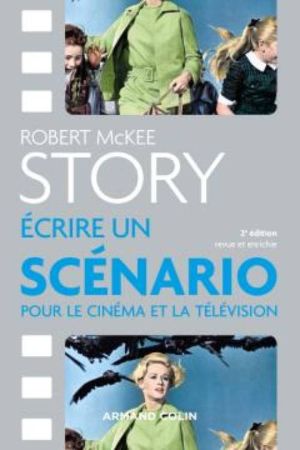 ROBERT McKEE
STORY
ÉCRIRE UN
2e édition
revue et enrichie
SCÉNARIO
POUR LE CINÉMA ET LA TÉLÉVISION
ARMAND COLIN